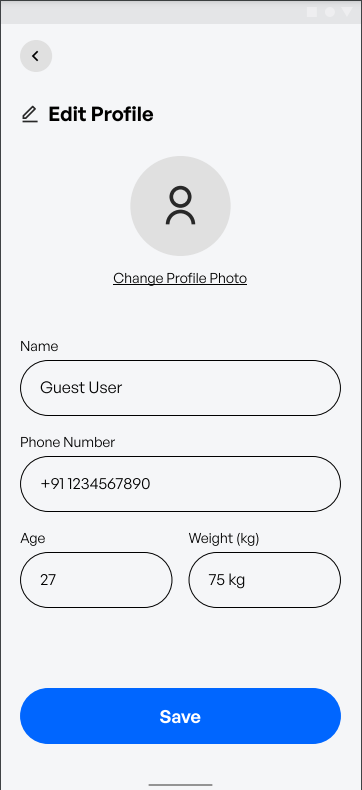 Edit Profile
Change Profile Photo
Name
Guest User
Phone Number
+91 1234567890
Age
Weight (kg)
27
75 kg
Save